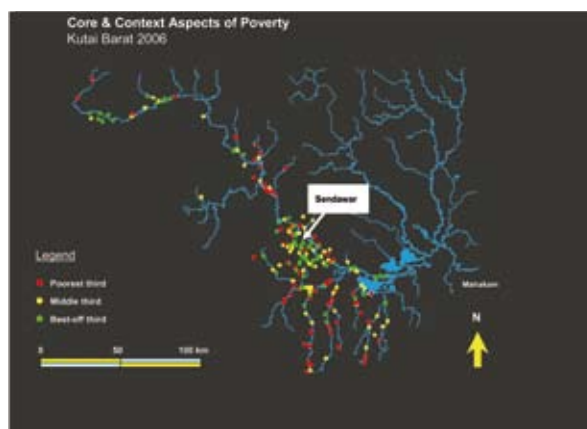 Core & Context Aspects of Poverty
Kutai Barat 2006
Sendawar
Legend
Poorest third
Middle third
Best-off third
Mahakam
N
0 50 100 km